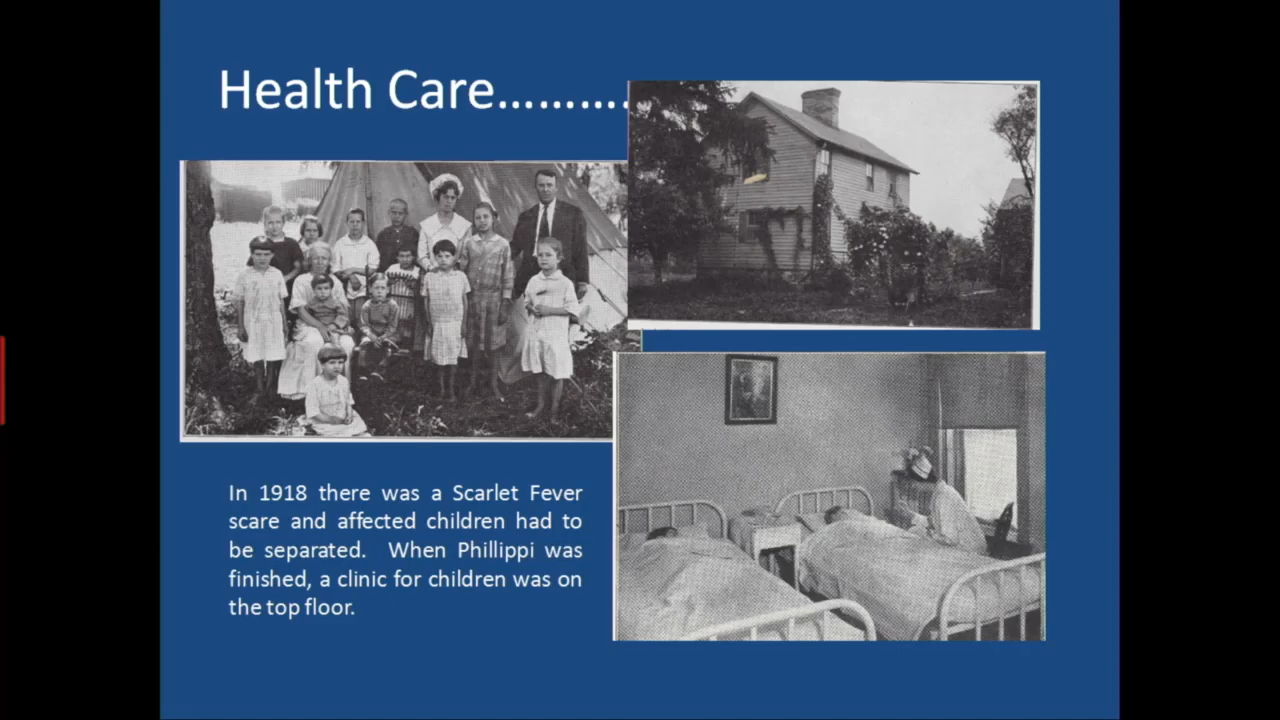 Health Care..........
In 1918 there was a Scarlet Fever
scare and affected children had to
be separated. When Phillippi was
finished, a clinic for children was on
the top floor.